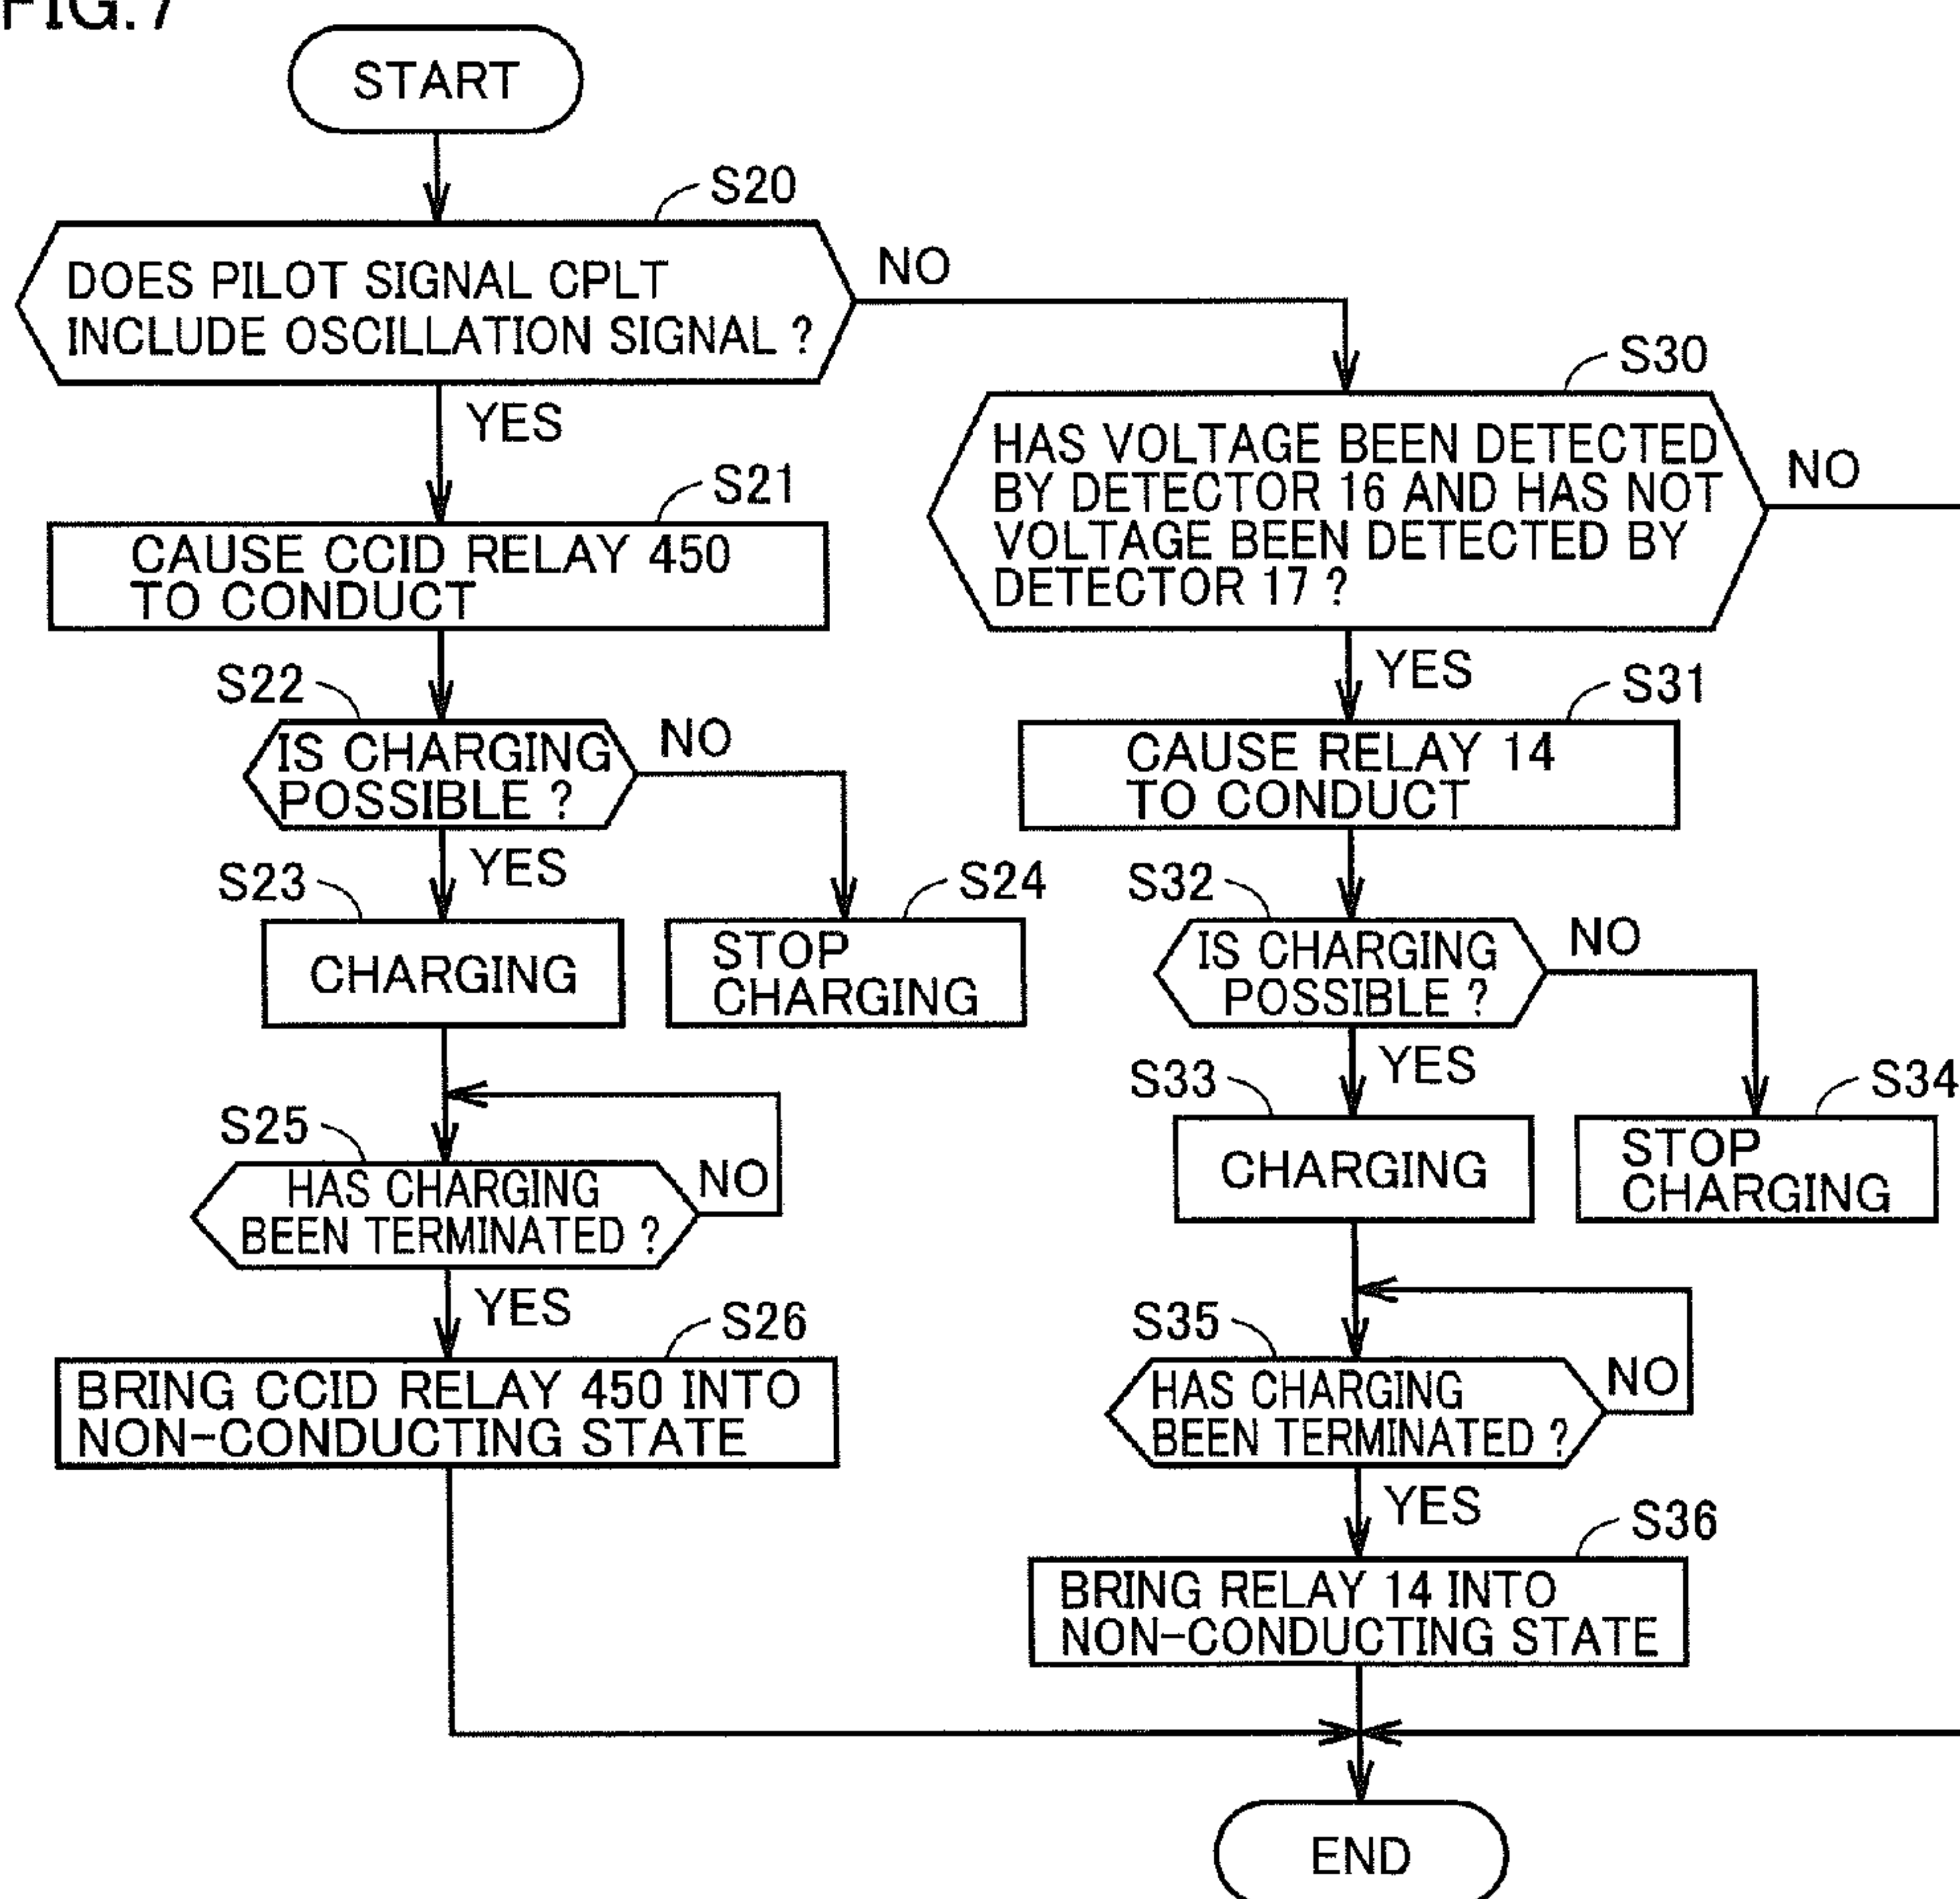 FIG.7
START
S20
DOES PILOT SIGNAL CPLT
INCLUDE OSCILLATION SIGNAL ?
NO
YES
S21
CAUSE CCID RELAY 450
TO CONDUCT
S22
IS CHARGING
POSSIBLE ?
NO
YES
S23
CHARGING
S24
STOP
CHARGING
S25
HAS CHARGING
BEEN TERMINATED ?
NO
YES
S26
BRING CCID RELAY 450 INTO
NON-CONDUCTING STATE
S30
HAS VOLTAGE BEEN DETECTED
BY DETECTOR 16 AND HAS NOT
VOLTAGE BEEN DETECTED BY
DETECTOR 17 ?
NO
YES
S31
CAUSE RELAY 14
TO CONDUCT
S32
IS CHARGING
POSSIBLE ?
NO
YES
S33
CHARGING
S34
STOP
CHARGING
S35
HAS CHARGING
BEEN TERMINATED ?
NO
YES
S36
BRING RELAY 14 INTO
NON-CONDUCTING STATE
END